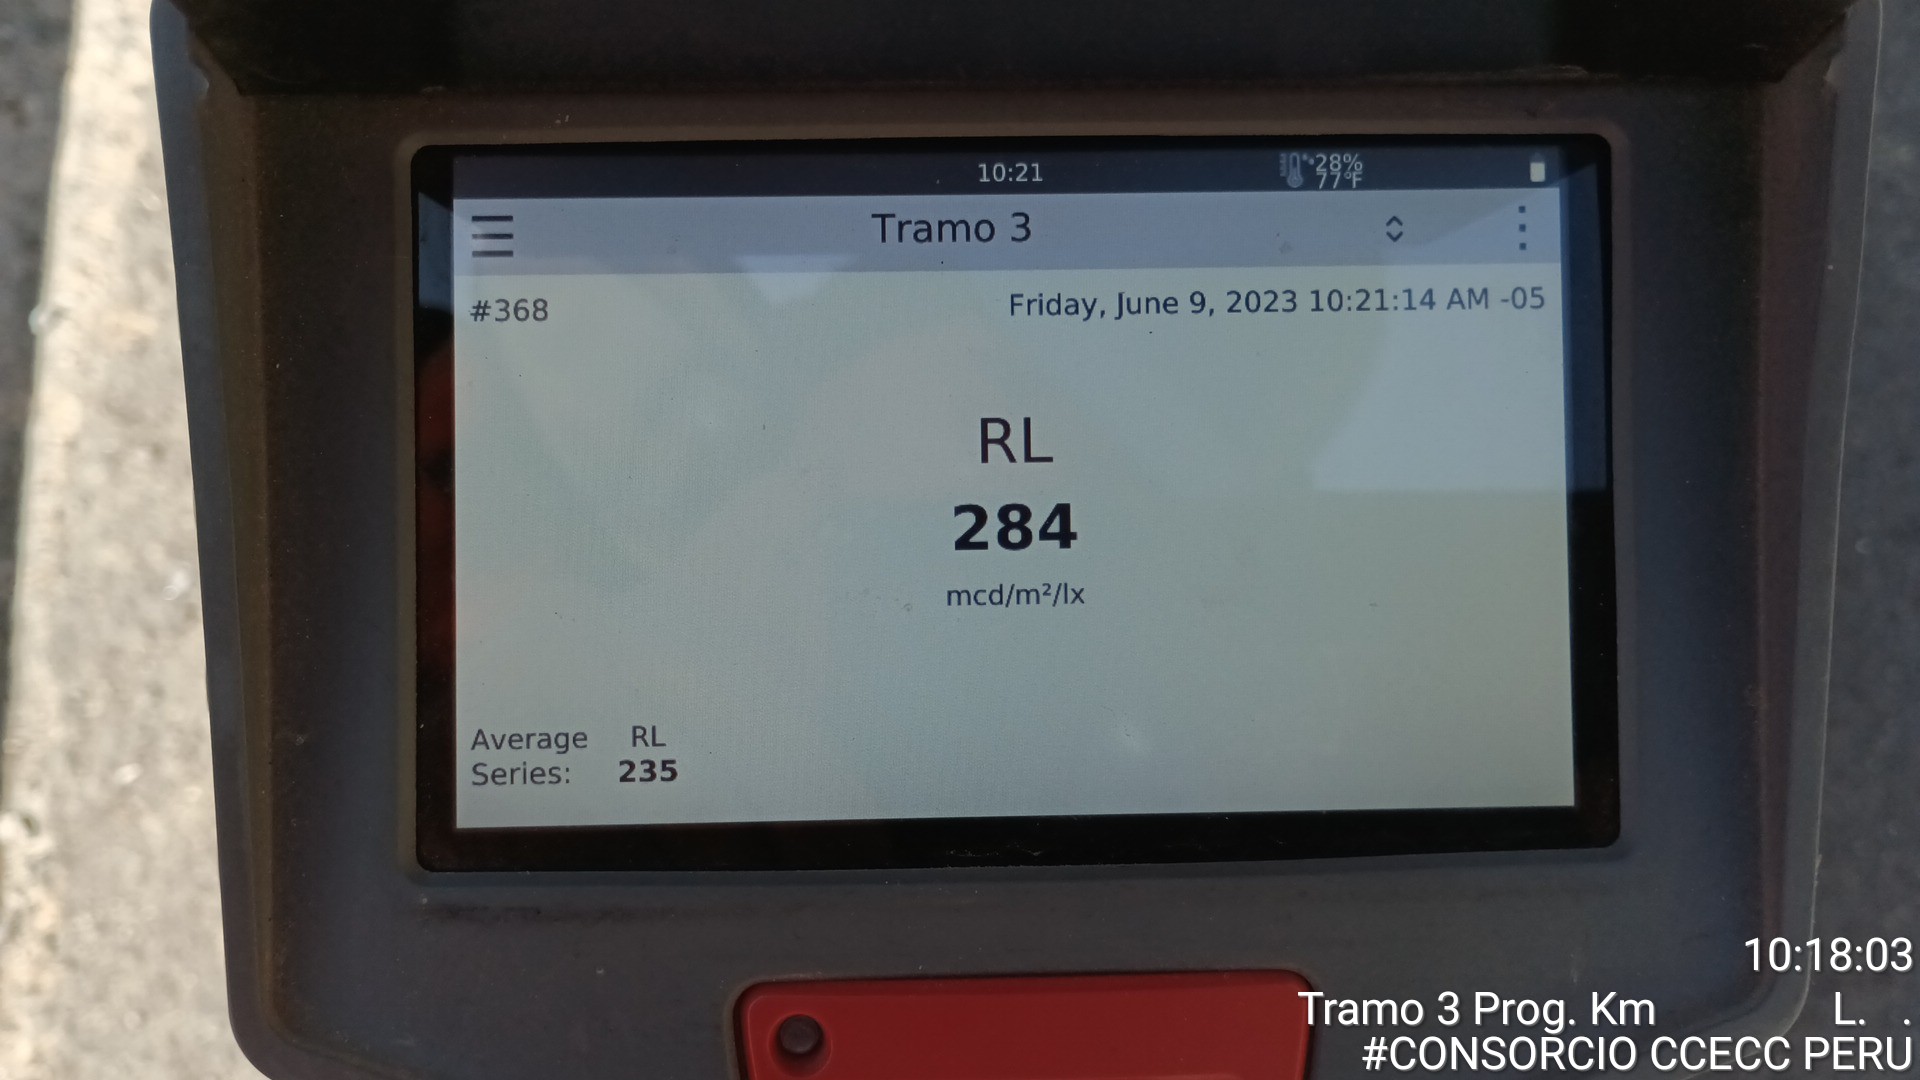 10:21
28%
77°F
Tramo 3
#368
Friday, June 9, 2023 10:21:14 AM -05
RL
284
mcd/m²/lx
Average RL
Series: 235
10:18:03
Tramo 3 Prog. Km L. .
#CONSORCIO CCECC PERU